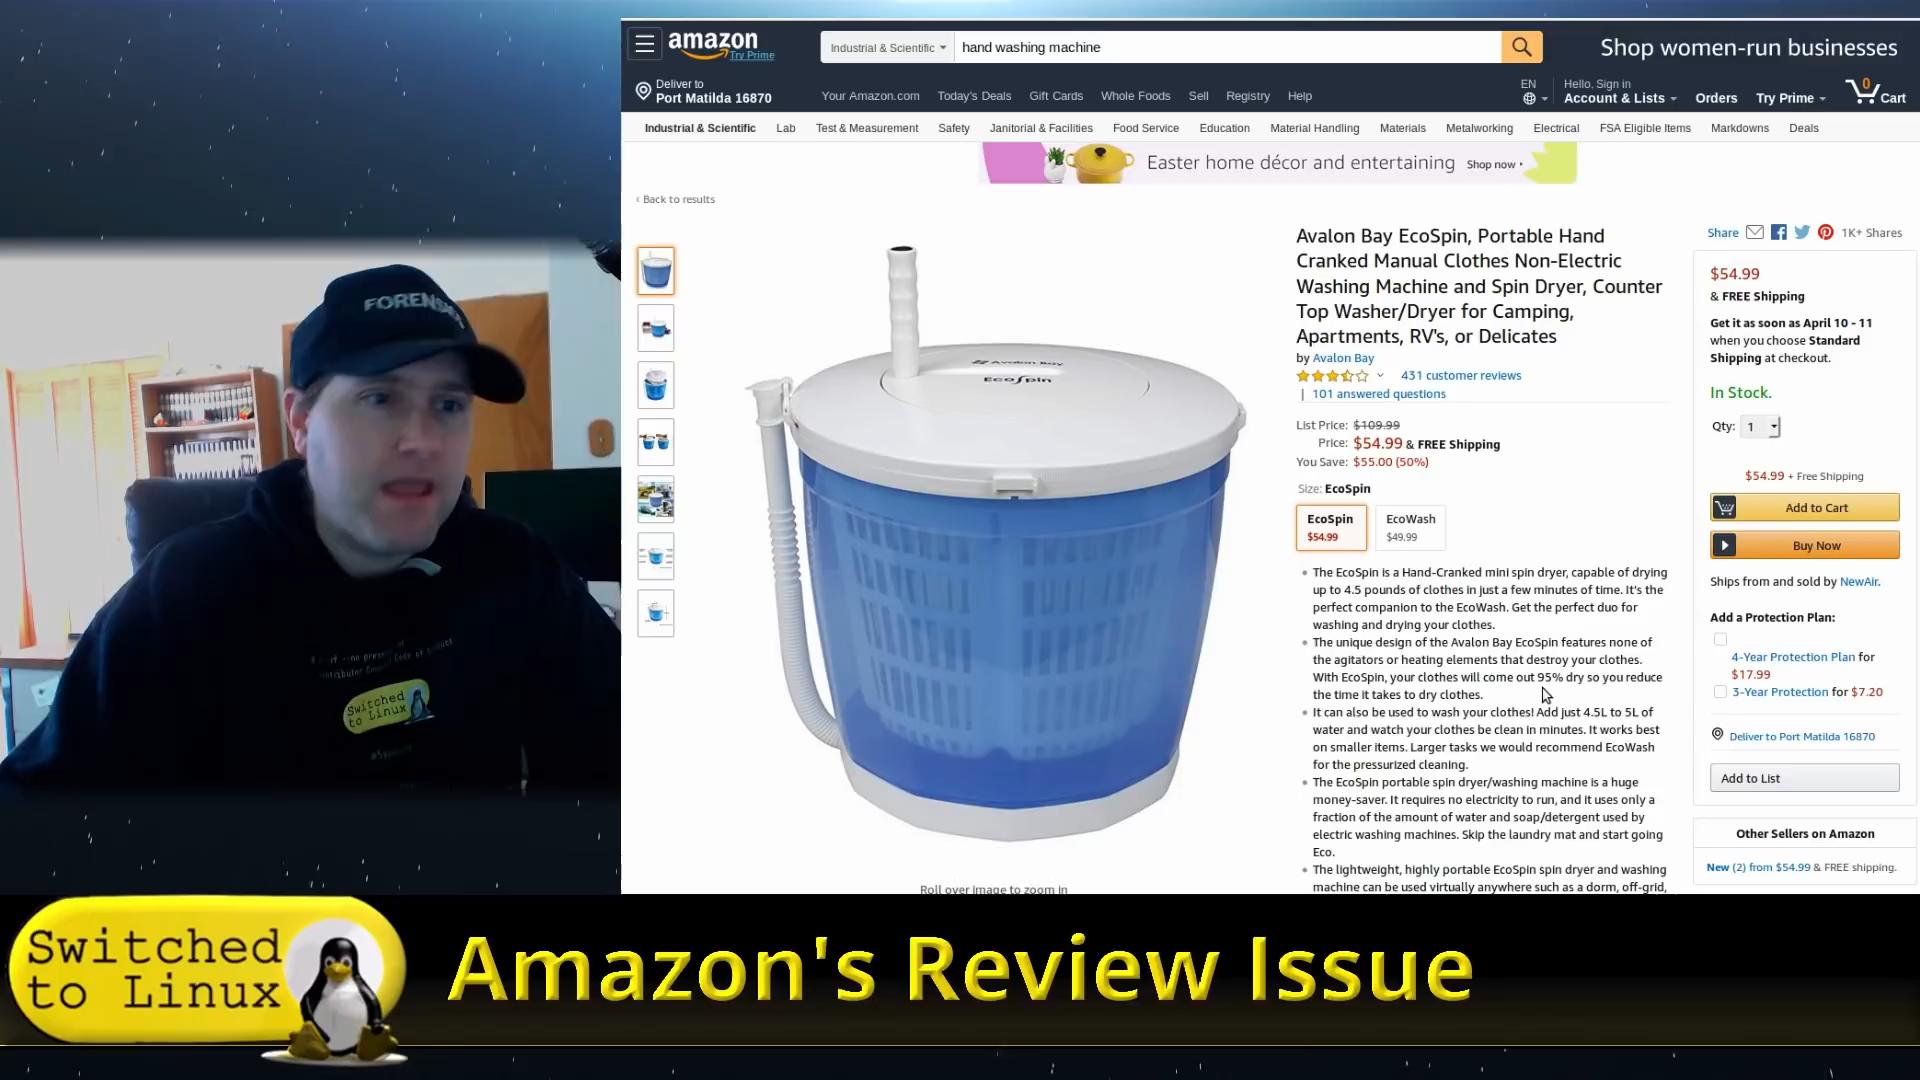 amazon
Try Prime
Industrial & Scientific
hand washing machine
Shop women-run businesses
Deliver to
Port Matilda 16870
Your Amazon.com
Today's Deals
Gift Cards
Whole Foods
Sell
Registry
Help
EN
Hello, Sign in
Account & Lists
Orders
Try Prime
0
Cart
Industrial & Scientific
Lab
Test & Measurement
Safety
Janitorial & Facilities
Food Service
Education
Material Handling
Materials
Metalworking
Electrical
FSA Eligible Items
Markdowns
Deals
Easter home décor and entertaining
Shop now ›
‹ Back to results
Avalon Bay
EcoSpin
Roll over image to zoom in
Avalon Bay EcoSpin, Portable Hand
Cranked Manual Clothes Non-Electric
Washing Machine and Spin Dryer, Counter
Top Washer/Dryer for Camping,
Apartments, RV's, or Delicates
by Avalon Bay
431 customer reviews
| 101 answered questions
List Price: $109.99
Price: $54.99 & FREE Shipping
You Save: $55.00 (50%)
Size: EcoSpin
EcoSpin
$54.99
EcoWash
$49.99
The EcoSpin is a Hand-Cranked mini spin dryer, capable of drying
up to 4.5 pounds of clothes in just a few minutes of time. It's the
perfect companion to the EcoWash. Get the perfect duo for
washing and drying your clothes.
The unique design of the Avalon Bay EcoSpin features none of
the agitators or heating elements that destroy your clothes.
With EcoSpin, your clothes will come out 95% dry so you reduce
the time it takes to dry clothes.
It can also be used to wash your clothes! Add just 4.5L to 5L of
water and watch your clothes be clean in minutes. It works best
on smaller items. Larger tasks we would recommend EcoWash
for the pressurized cleaning.
The EcoSpin portable spin dryer/washing machine is a huge
money-saver. It requires no electricity to run, and it uses only a
fraction of the amount of water and soap/detergent used by
electric washing machines. Skip the laundry mat and start going
Eco.
The lightweight, highly portable EcoSpin spin dryer and washing
machine can be used virtually anywhere such as a dorm, off-grid,
Share
1K+ Shares
$54.99
& FREE Shipping
Get it as soon as April 10 - 11
when you choose Standard
Shipping at checkout.
In Stock.
Qty: 1
$54.99 + Free Shipping
Add to Cart
Buy Now
Ships from and sold by NewAir.
Add a Protection Plan:
4-Year Protection Plan for
$17.99
3-Year Protection for $7.20
Deliver to Port Matilda 16870
Add to List
Other Sellers on Amazon
New (2) from $54.99 & FREE shipping.
Switched
to Linux
Switched
to Linux
Amazon's Review Issue